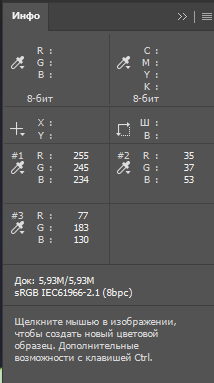 Инфо
R : C :
G : M :
B : Y :
K :
8-бит 8-бит
X : Ш :
Y : В :
#1 R : 255 #2 R : 35
G : 245 G : 37
B : 234 B : 53
#3 R : 77
G : 183
B : 130
Док: 5,93M/5,93M
sRGB IEC61966-2.1 (8bpc)
Щелкните мышью в изображении,
чтобы создать новый цветовой
образец. Дополнительные
возможности с клавишей Ctrl.